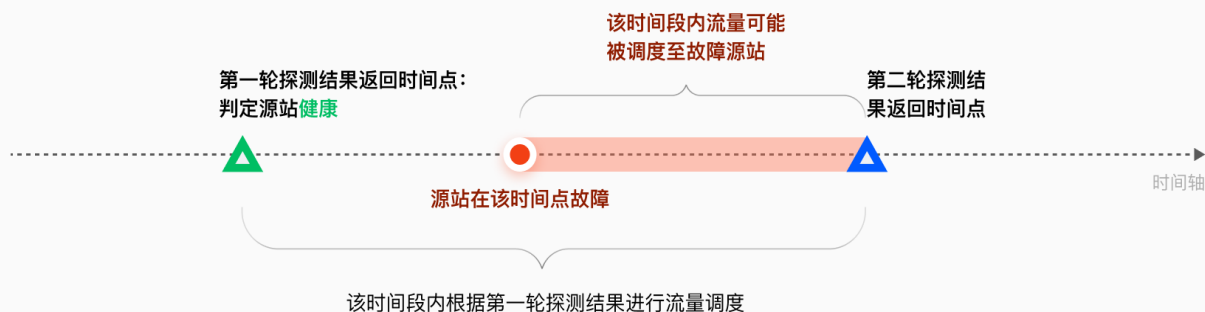 该时间段内流量可能
被调度至故障源站
第一轮探测结果返回时间点：
判定源站健康
第二轮探测结
果返回时间点
时间轴
源站在该时间点故障
该时间段内根据第一轮探测结果进行流量调度